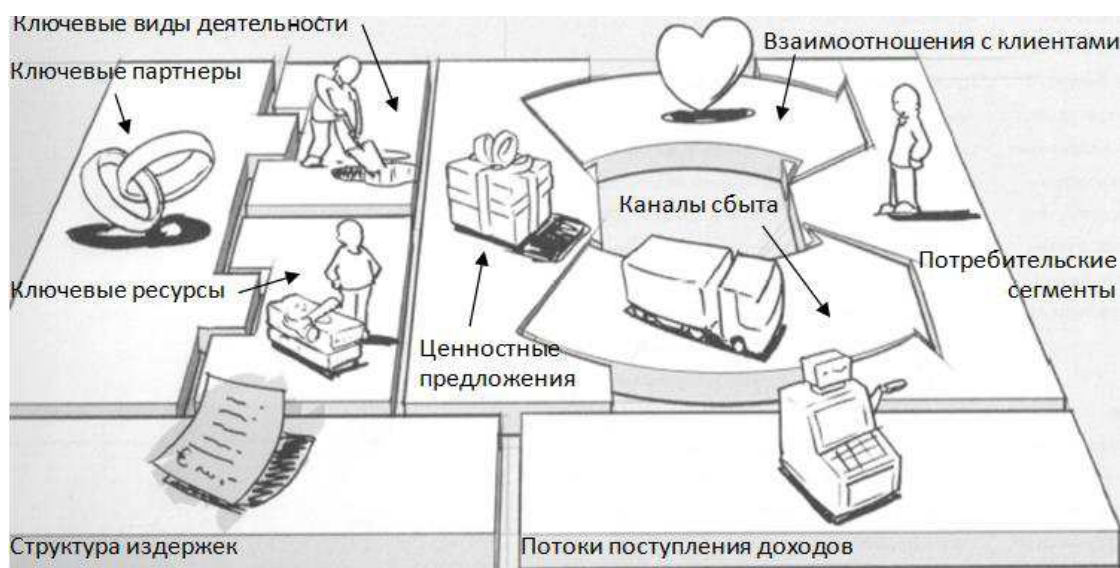 Ключевые виды деятельности
Ключевые партнеры
Взаимоотношения с клиентами
Каналы сбыта
Ключевые ресурсы
Потребительские
сегменты
Ценностные
предложения
Структура издержек
Потоки поступления доходов